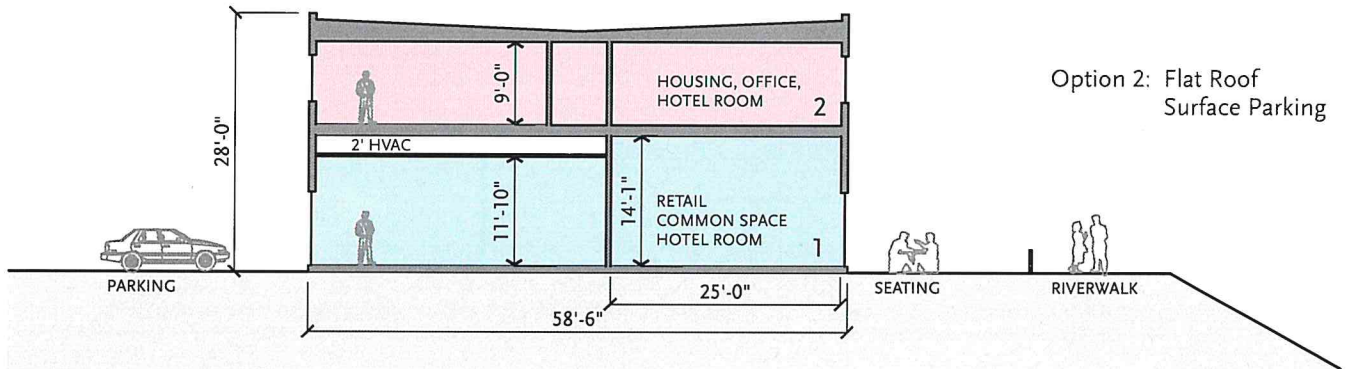 Option 2: Flat Roof
Surface Parking
28'-0"
9'-0"
HOUSING, OFFICE,
HOTEL ROOM
2
2' HVAC
11'-10"
14'-1"
RETAIL
COMMON SPACE
HOTEL ROOM
1
PARKING
25'-0"
SEATING
RIVERWALK
58'-6"